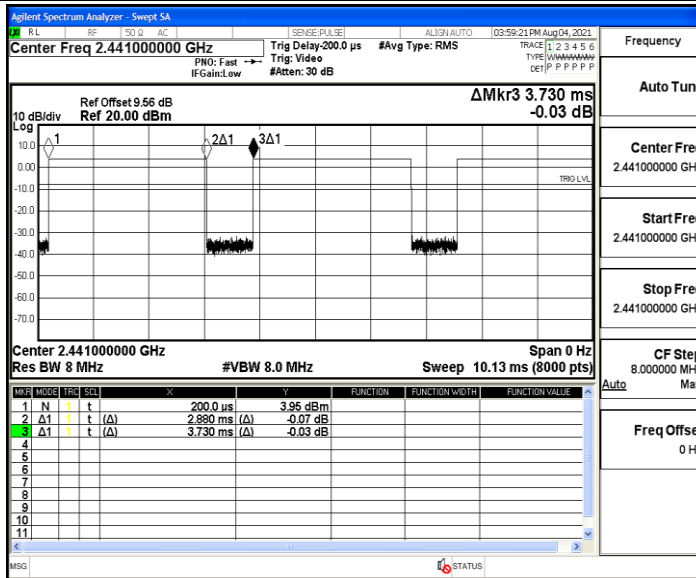 Agilent Spectrum Analyzer - Swept SA
RL RF 50 Ω AC SENSE:PULSE ALIGN AUTO 03:59:21 PM Aug 04, 2021
Center Freq 2.441000000 GHz
PNO: Fast
IFGain:Low
Trig Delay-200.0 µs
Trig: Video
#Atten: 30 dB
#Avg Type: RMS
TRACE 1 2 3 4 5 6
TYPE
DET P P P P P P
Frequency
Auto Tun
ΔMkr3 3.730 ms
-0.03 dB
Ref Offset 9.56 dB
10 dB/div Ref 20.00 dBm
Log
1 2Δ1 3Δ1
10.0
0.00
TRIG LVL
-10.0
-20.0
-30.0
-40.0
-50.0
-60.0
-70.0
Center Fre
2.441000000 GH
Start Fre
2.441000000 GH
Stop Fre
2.441000000 GH
Center 2.441000000 GHz Span 0 Hz
Res BW 8 MHz #VBW 8.0 MHz Sweep 10.13 ms (8000 pts)
CF Step
8.000000 MH
Auto Ma
MKR MODE TRC SCL X Y FUNCTION FUNCTION WIDTH FUNCTION VALUE
1 N 1 t 200.0 µs 3.95 dBm
2 Δ1 1 t (Δ) 2.880 ms (Δ) -0.07 dB
3 Δ1 1 t (Δ) 3.730 ms (Δ) -0.03 dB
4
5
6
7
8
9
10
11
Freq Offse
0 H
MSG STATUS